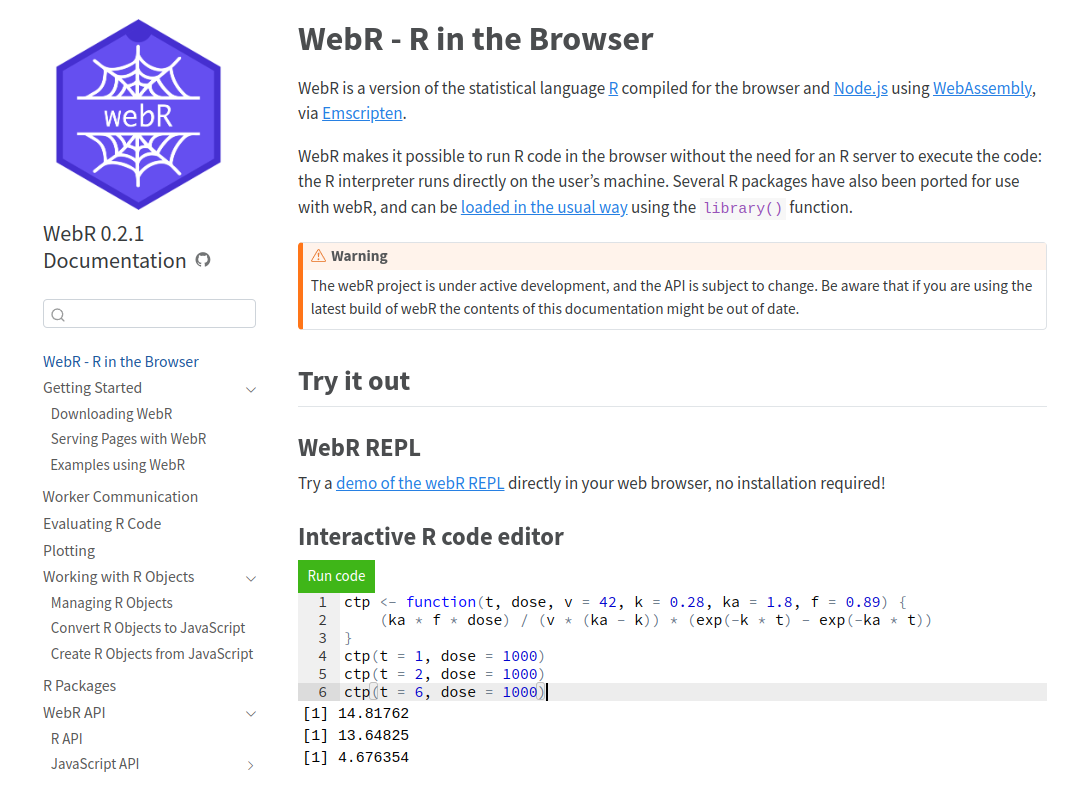 webR
WebR 0.2.1
Documentation
WebR - R in the Browser
Getting Started
Downloading WebR
Serving Pages with WebR
Examples using WebR
Worker Communication
Evaluating R Code
Plotting
Working with R Objects
Managing R Objects
Convert R Objects to JavaScript
Create R Objects from JavaScript
R Packages
WebR API
R API
JavaScript API
WebR - R in the Browser
WebR is a version of the statistical language R compiled for the browser and Node.js using WebAssembly,
via Emscripten.
WebR makes it possible to run R code in the browser without the need for an R server to execute the code:
the R interpreter runs directly on the user’s machine. Several R packages have also been ported for use
with webR, and can be loaded in the usual way using the library() function.
Warning
The webR project is under active development, and the API is subject to change. Be aware that if you are using the
latest build of webR the contents of this documentation might be out of date.
Try it out
WebR REPL
Try a demo of the webR REPL directly in your web browser, no installation required!
Interactive R code editor
Run code
1 ctp <- function(t, dose, v = 42, k = 0.28, ka = 1.8, f = 0.89) {
2     (ka * f * dose) / (v * (ka - k)) * (exp(-k * t) - exp(-ka * t))
3 }
4 ctp(t = 1, dose = 1000)
5 ctp(t = 2, dose = 1000)
6 ctp(t = 6, dose = 1000)
[1] 14.81762
[1] 13.64825
[1] 4.676354